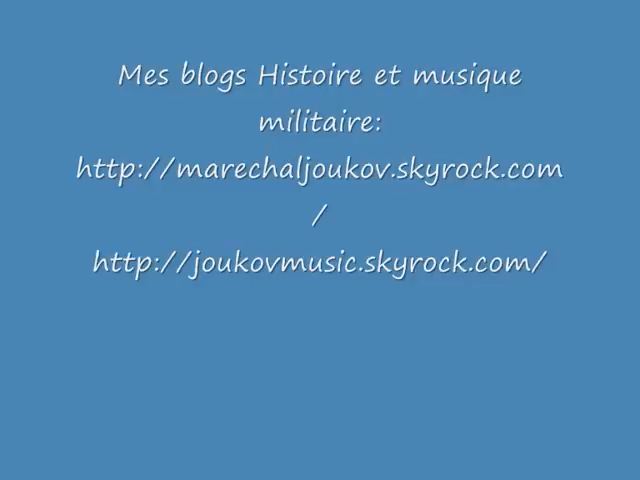 Mes blogs Histoire et musique
militaire:
http://marechaljoukov.skyrock.com
/
http://joukovmusic.skyrock.com/